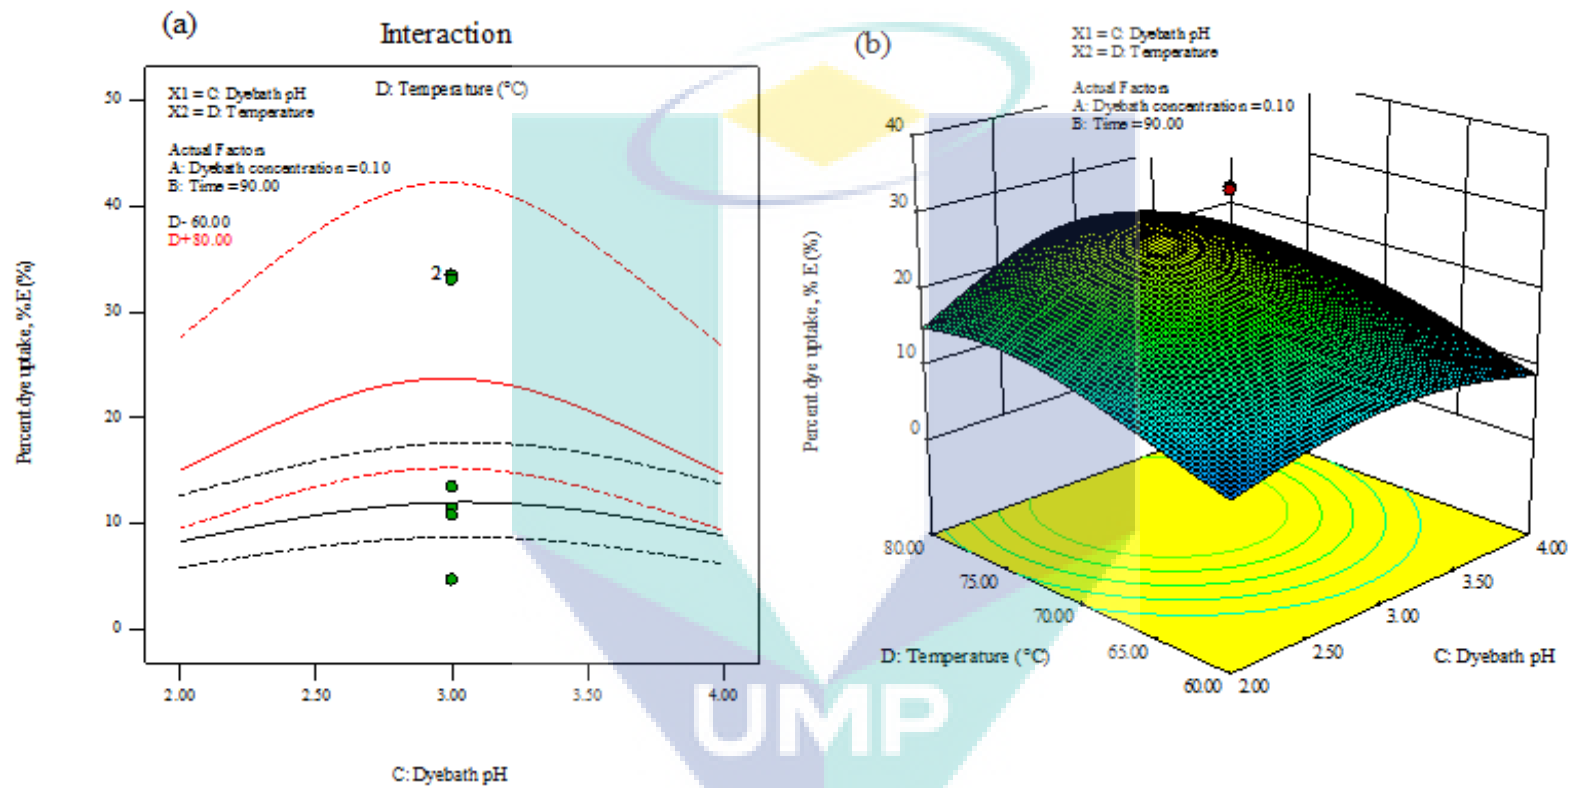 (a)
Interaction
D: Temperature (°C)
X1 = C: Dyebath pH
X2 = D: Temperature
Actual Factors
A: Dyebath concentration = 0.10
B: Time = 90.00
D- 60.00
D+ 80.00
Percent dye uptake, % E (%)
50
40
30
20
10
0
2
2.00
2.50
3.00
3.50
4.00
C: Dyebath pH
(b)
X1 = C: Dyebath pH
X2 = D: Temperature
Actual Factors
A: Dyebath concentration = 0.10
B: Time = 90.00
Percent dye uptake, % E (%)
40
30
20
10
0
80.00
75.00
70.00
65.00
60.00
D: Temperature (°C)
2.00
2.50
3.00
3.50
4.00
C: Dyebath pH
UMP